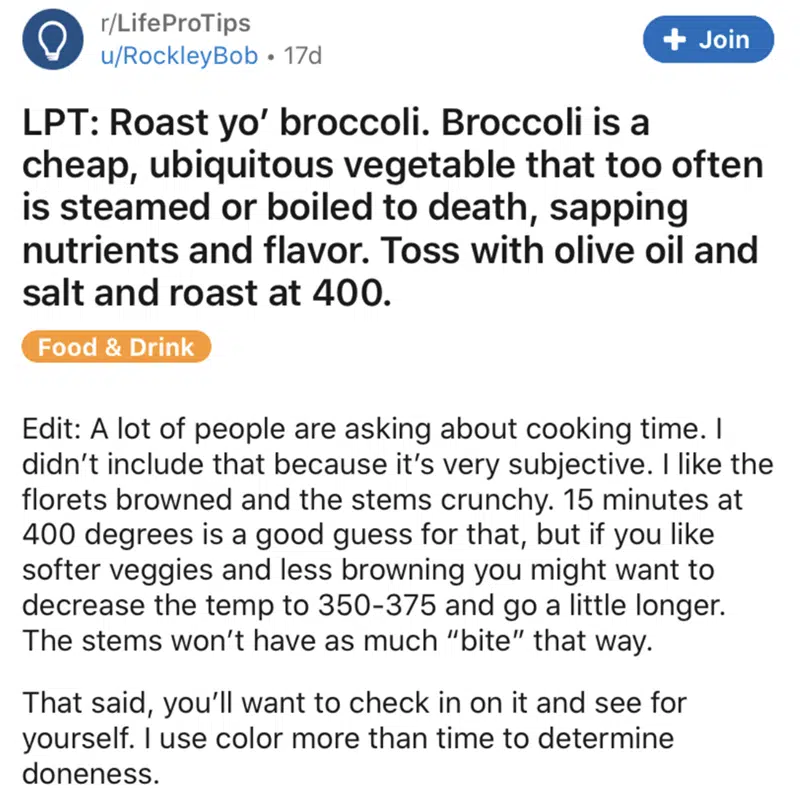 r/LifeProTips
u/RockleyBob • 17d
+ Join
LPT: Roast yo’ broccoli. Broccoli is a
cheap, ubiquitous vegetable that too often
is steamed or boiled to death, sapping
nutrients and flavor. Toss with olive oil and
salt and roast at 400.
Food & Drink
Edit: A lot of people are asking about cooking time. I
didn’t include that because it’s very subjective. I like the
florets browned and the stems crunchy. 15 minutes at
400 degrees is a good guess for that, but if you like
softer veggies and less browning you might want to
decrease the temp to 350-375 and go a little longer.
The stems won’t have as much “bite” that way.
That said, you’ll want to check in on it and see for
yourself. I use color more than time to determine
doneness.